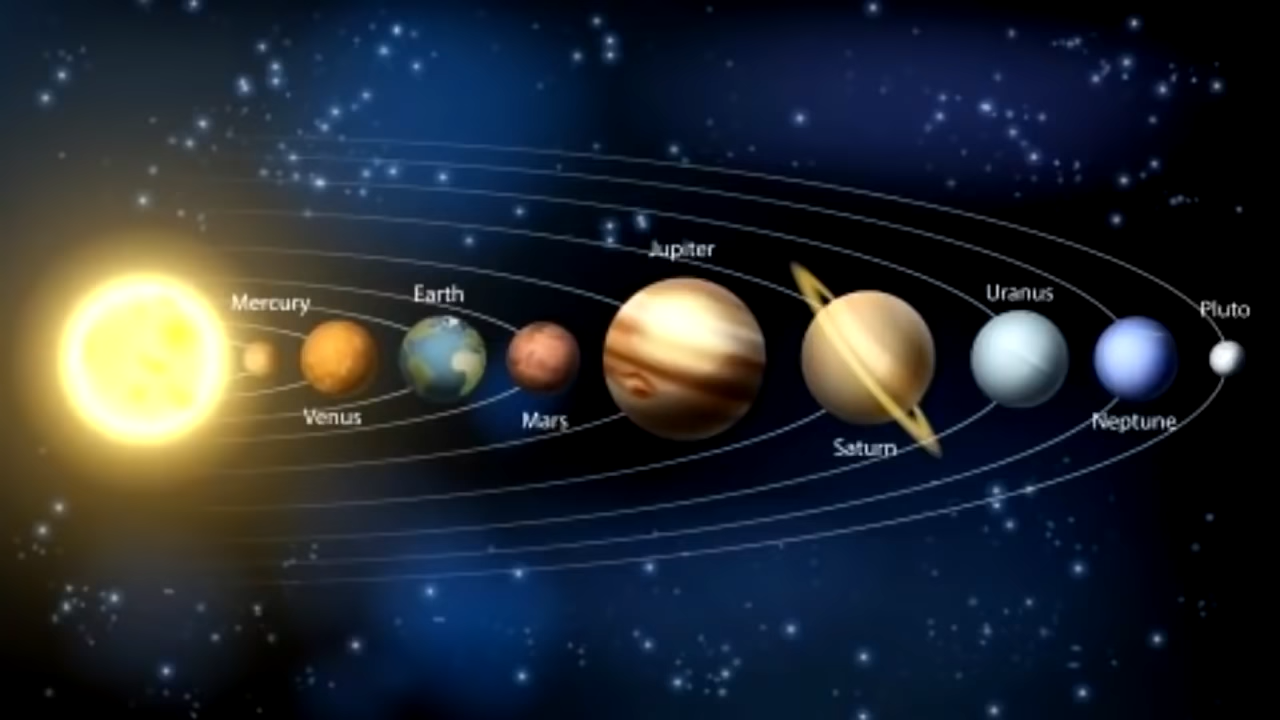 Mercury
Venus
Earth
Mars
Jupiter
Saturn
Uranus
Neptune
Pluto